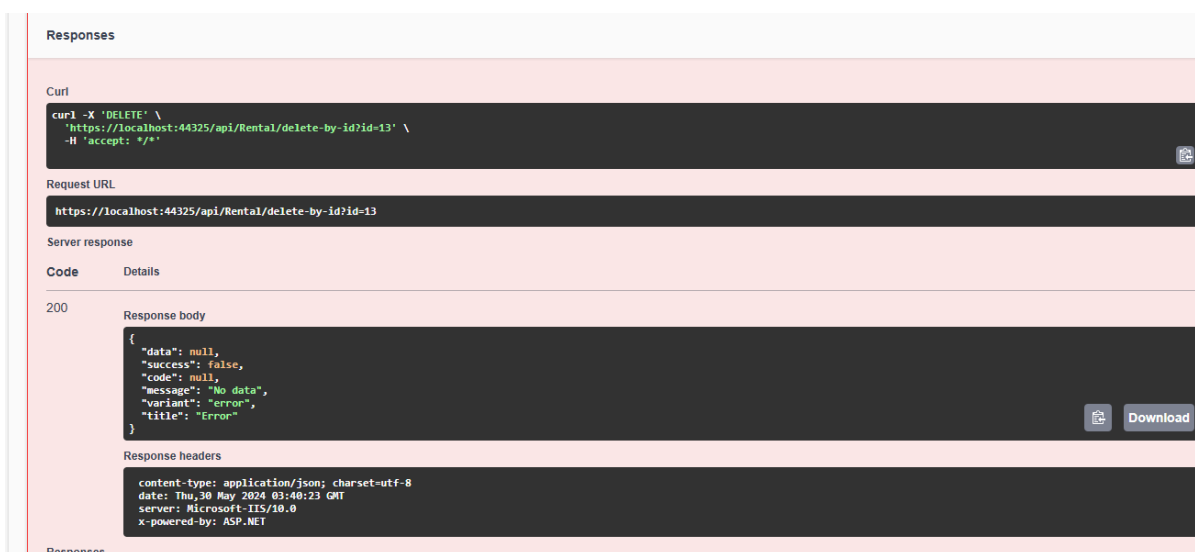 Responses
Curl
curl -X 'DELETE' \
'https://localhost:44325/api/Rental/delete-by-id?id=13' \
-H 'accept: */*'
Request URL
https://localhost:44325/api/Rental/delete-by-id?id=13
Server response
Code Details
200
Response body
{
"data": null,
"success": false,
"code": null,
"message": "No data",
"variant": "error",
"title": "Error"
}
Download
Response headers
content-type: application/json; charset=utf-8
date: Thu,30 May 2024 03:40:23 GMT
server: Microsoft-IIS/10.0
x-powered-by: ASP.NET
Responses